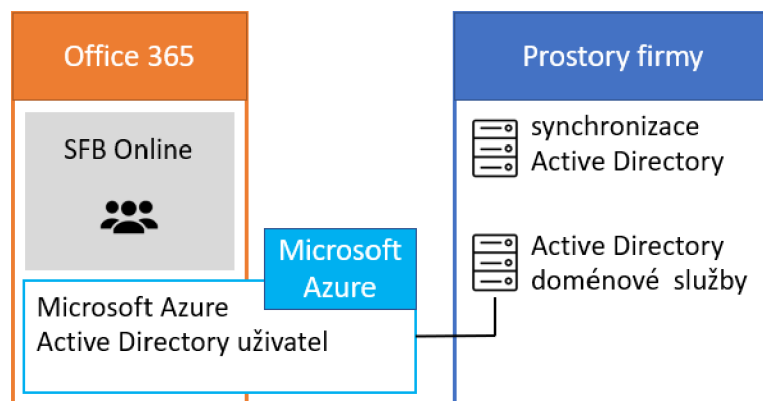 Office 365
SFB Online
Microsoft
Azure
Microsoft Azure
Active Directory uživatel
Prostory firmy
synchronizace
Active Directory
Active Directory
doménové služby